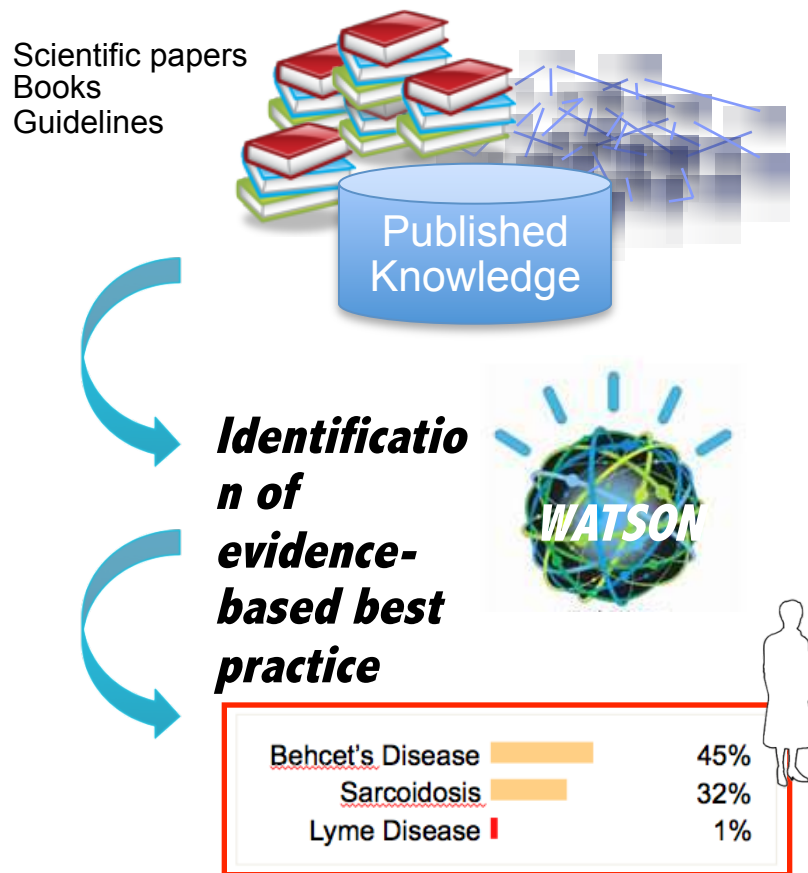 Scientific papers
Books
Guidelines
Published
Knowledge
Identificatio
n of
evidence-
based best
practice
WATSON
Behcet's Disease 45%
Sarcoidosis 32%
Lyme Disease 1%